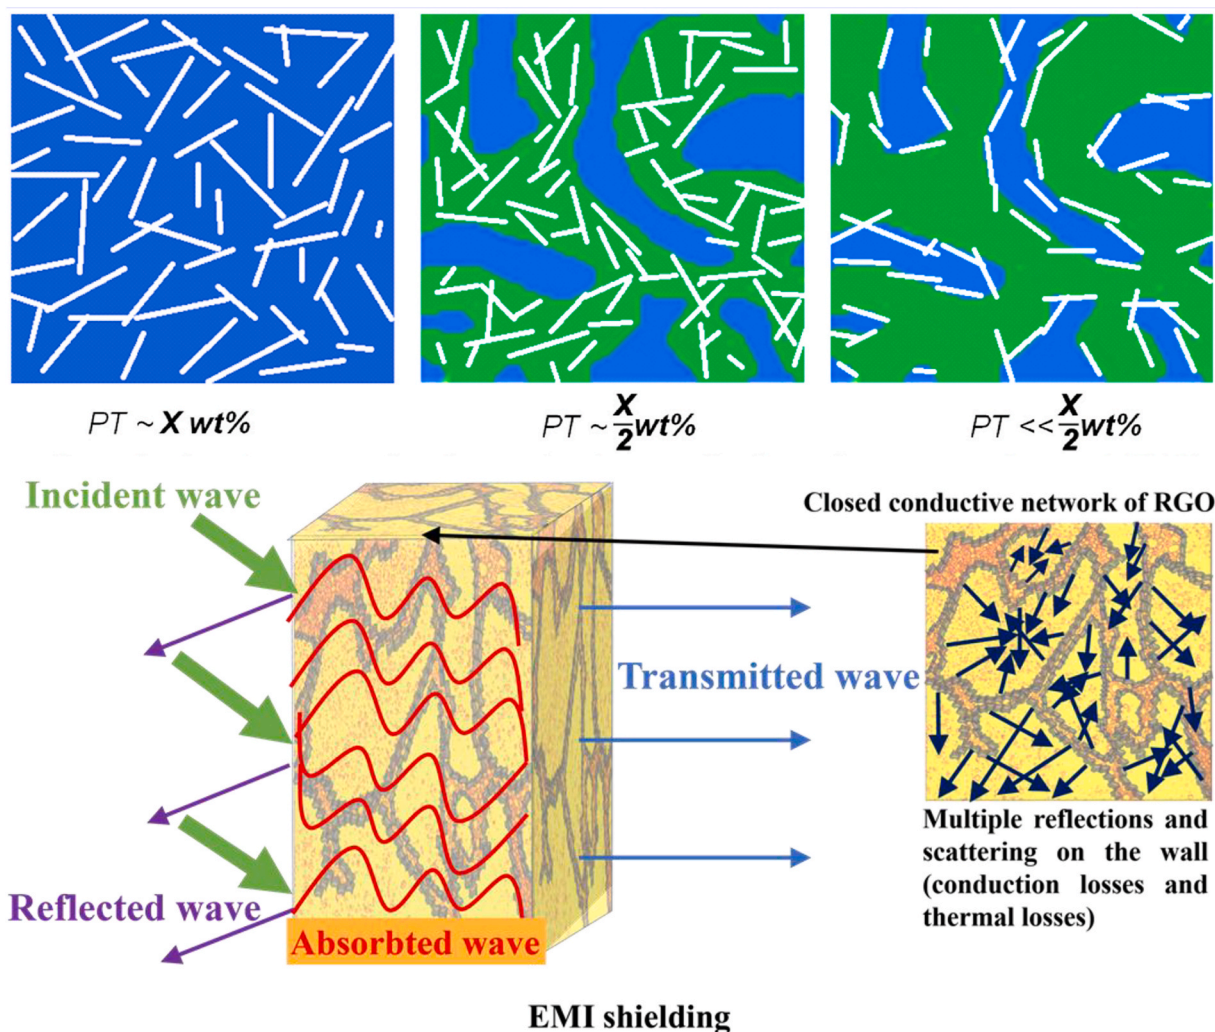 PT ~ X wt%
PT ~ X/2 wt%
PT << X/2 wt%
Incident wave
Closed conductive network of RGO
Transmitted wave
Multiple reflections and
scattering on the wall
(conduction losses and
thermal losses)
Reflected wave
Absorbted wave
EMI shielding